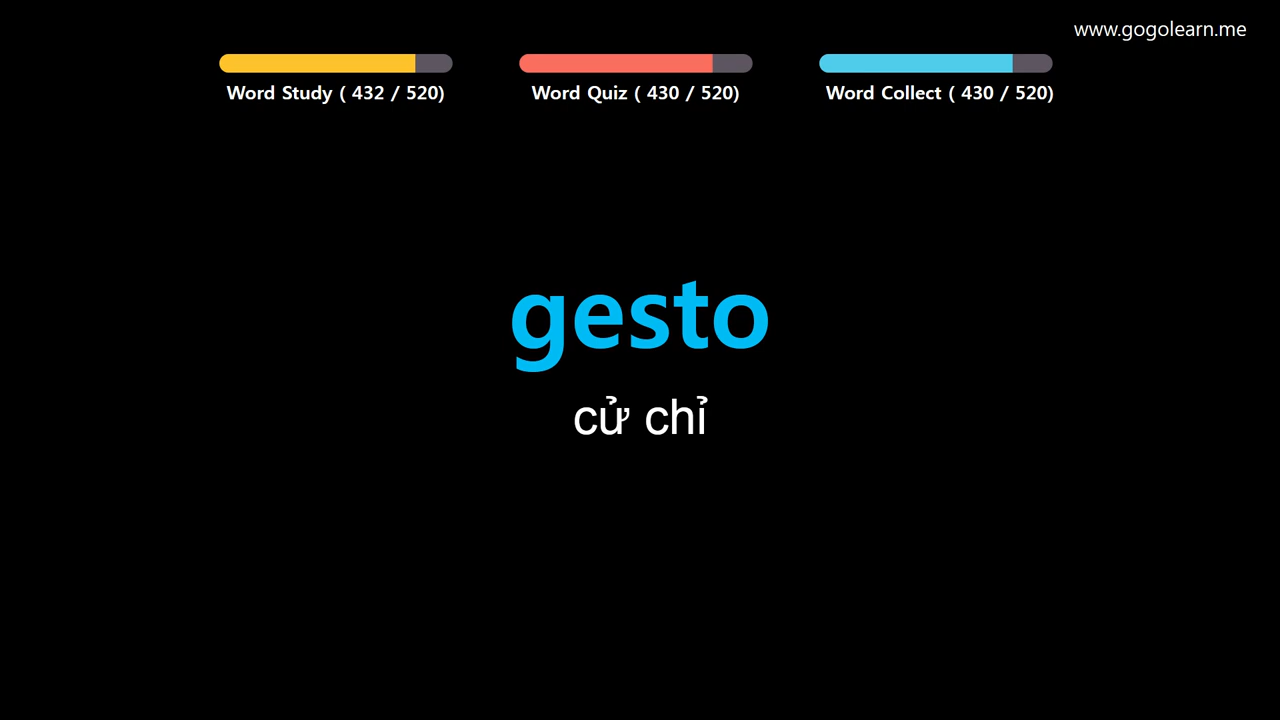 www.gogolearn.me
Word Study ( 432 / 520)
Word Quiz ( 430 / 520)
Word Collect ( 430 / 520)
gesto
cử chỉ